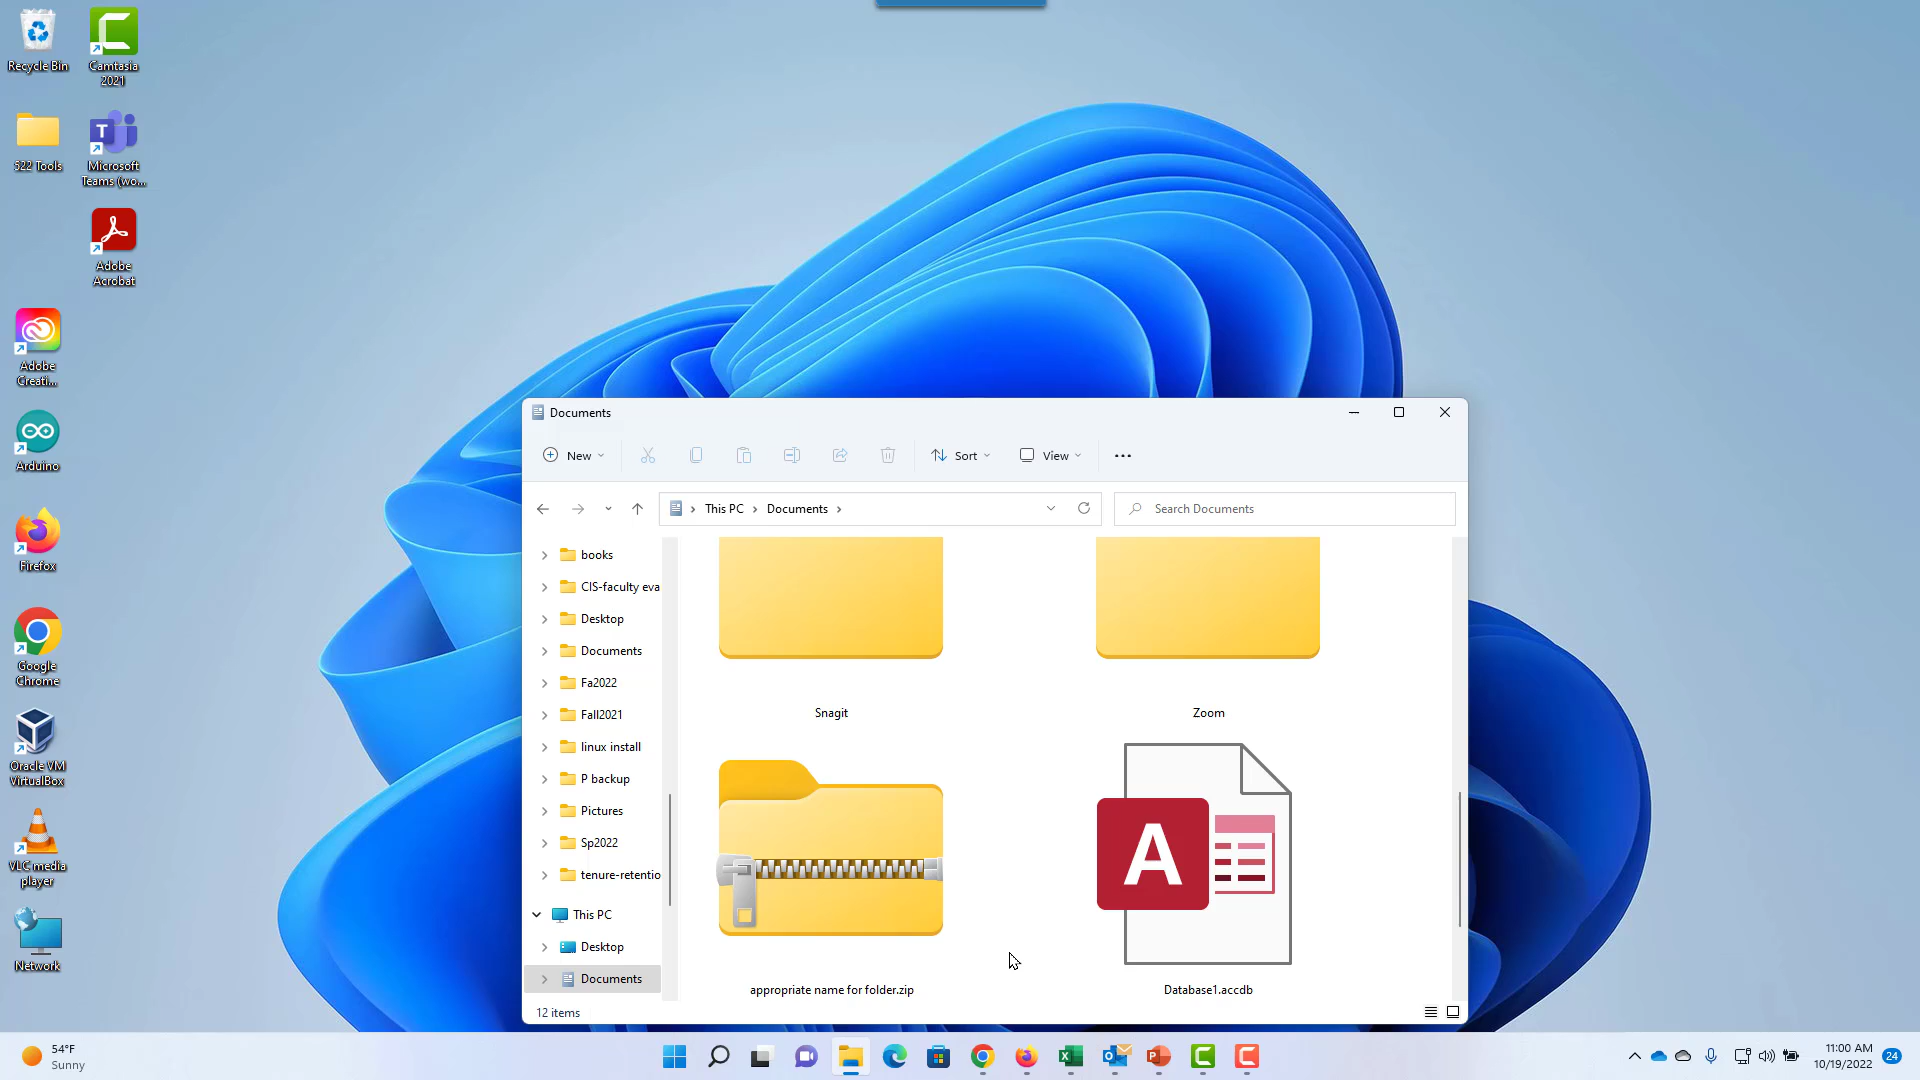 Recycle Bin
Camtasia
2021
522 Tools
Microsoft
Teams (wo...
Adobe
Acrobat
Adobe
Creati...
Arduino
Firefox
Google
Chrome
Oracle VM
VirtualBox
VLC media
player
Network
Documents
New
Sort
View
This PC
Documents
Search Documents
books
CIS-faculty eva
Desktop
Documents
Fa2022
Fall2021
linux install
P backup
Pictures
Sp2022
tenure-retentio
This PC
Desktop
Documents
Snagit
Zoom
A
appropriate name for folder.zip
Database1.accdb
12 items
54°F
Sunny
11:00 AM
10/19/2022
24